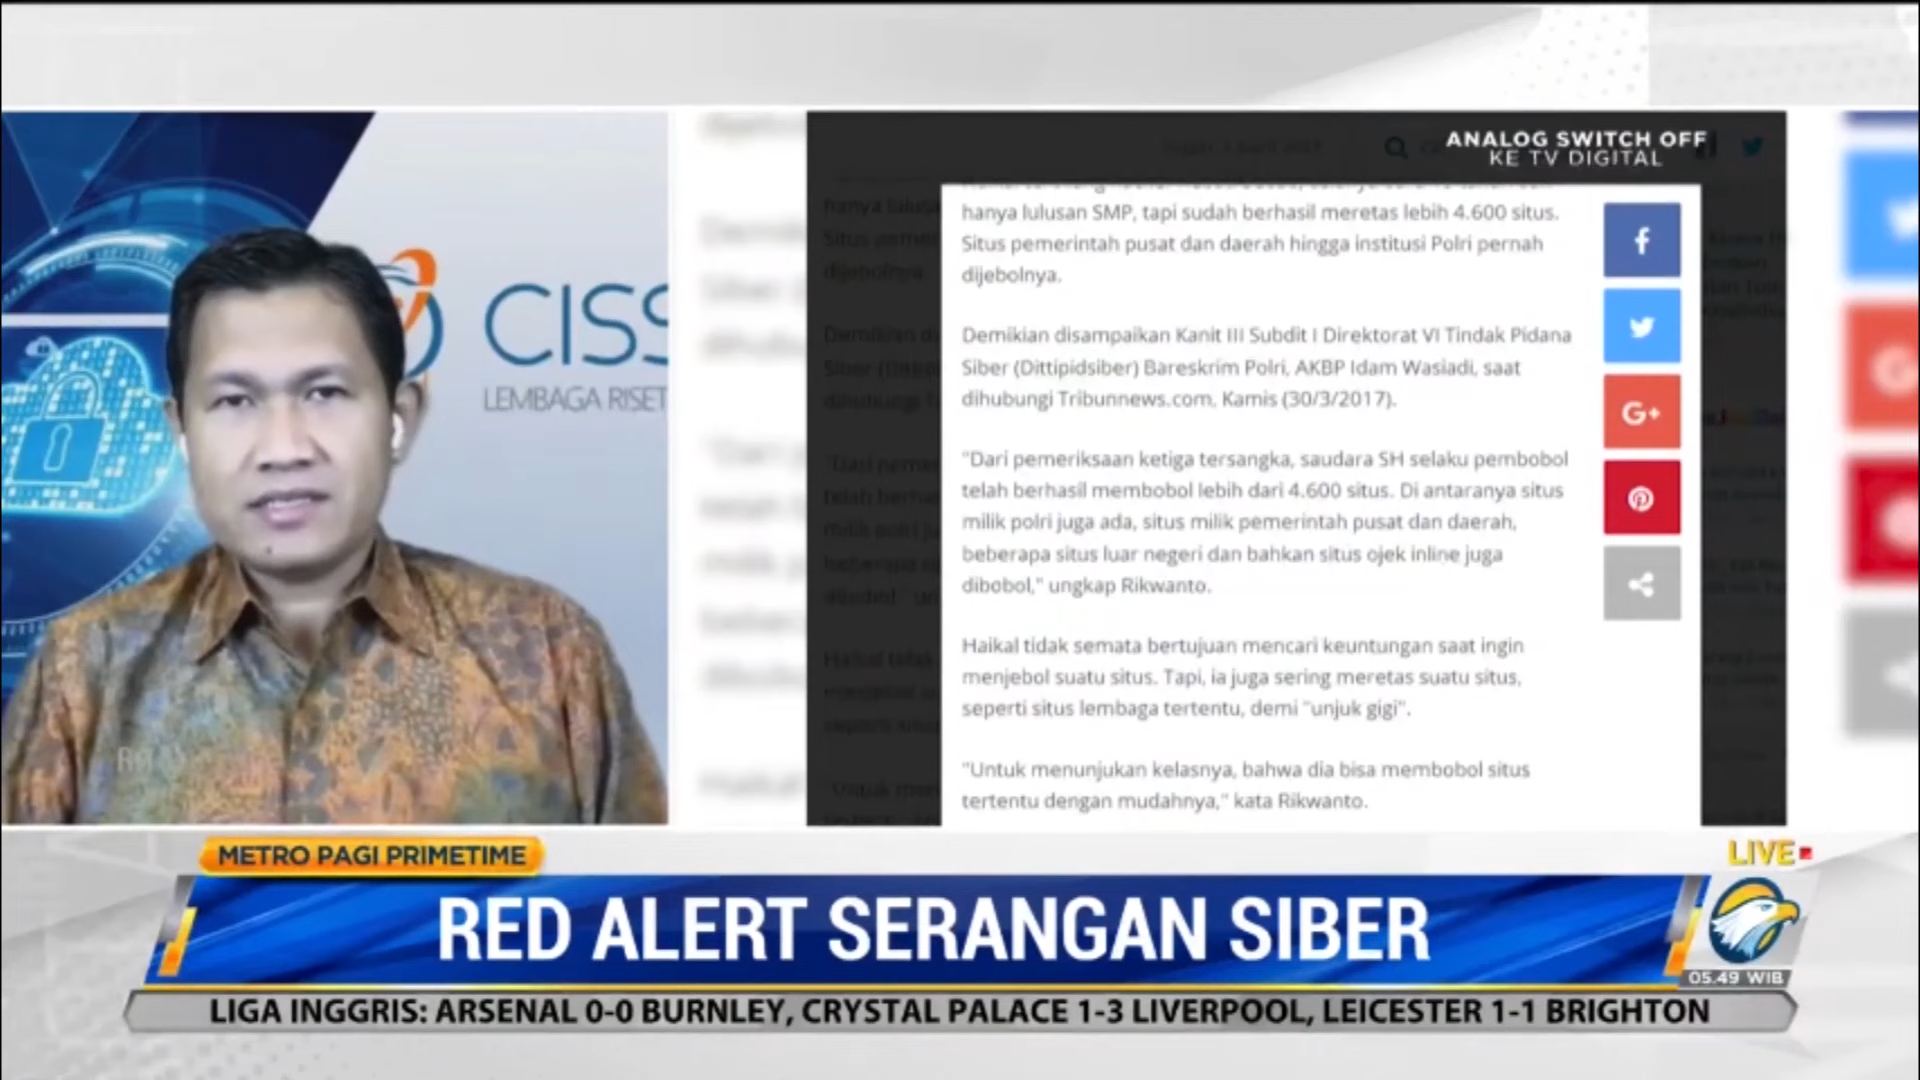 ANALOG SWITCH OFF
KE TV DIGITAL
CISS
LEMBAGA RISET
hanya lulusan SMP, tapi sudah berhasil meretas lebih 4.600 situs.
Situs pemerintah pusat dan daerah hingga institusi Polri pernah
dijebolnya.
Demikian disampaikan Kanit III Subdit I Direktorat VI Tindak Pidana
Siber (Dittipidsiber) Bareskrim Polri, AKBP Idam Wasiadi, saat
dihubungi Tribunnews.com, Kamis (30/3/2017).
"Dari pemeriksaan ketiga tersangka, saudara SH selaku pembobol
telah berhasil membobol lebih dari 4.600 situs. Di antaranya situs
milik polri juga ada, situs milik pemerintah pusat dan daerah,
beberapa situs luar negeri dan bahkan situs ojek inline juga
dibobol," ungkap Rikwanto.
Haikal tidak semata bertujuan mencari keuntungan saat ingin
menjebol suatu situs. Tapi, ia juga sering meretas suatu situs,
seperti situs lembaga tertentu, demi "unjuk gigi".
"Untuk menunjukan kelasnya, bahwa dia bisa membobol situs
tertentu dengan mudahnya," kata Rikwanto.
f
G+
METRO PAGI PRIMETIME
LIVE
RED ALERT SERANGAN SIBER
05.49 WIB
LIGA INGGRIS: ARSENAL 0-0 BURNLEY, CRYSTAL PALACE 1-3 LIVERPOOL, LEICESTER 1-1 BRIGHTON